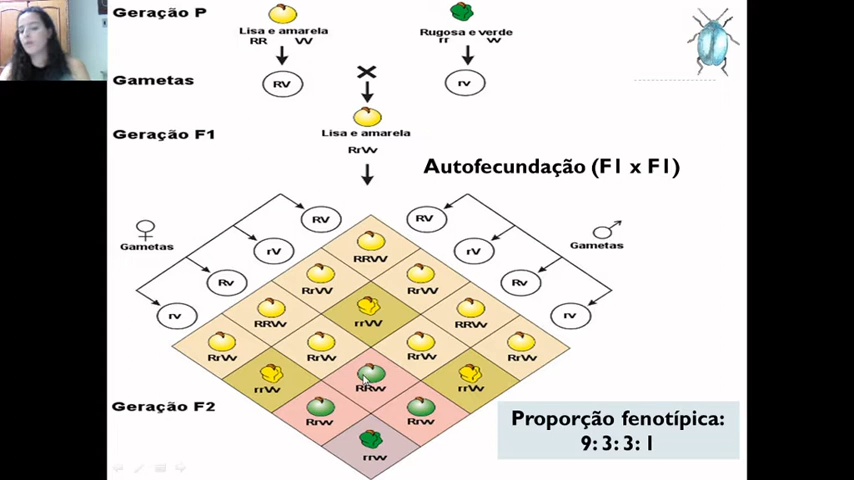 Geração P
Lisa e amarela
RR VV
Rugosa e verde
rr vv
Gametas
RV
rv
Geração F1
Lisa e amarela
RrVv
Autofecundação (F1 x F1)
Gametas
RV
rV
Rv
rv
RV
rV
Rv
rv
Gametas
RRVV
RrVV
RrVV
RRVv
rrVV
RRVv
RrVv
RrVv
RrVv
RrVv
rrVv
RRvv
rrVv
Rrvv
Rrvv
rrvv
Geração F2
Proporção fenotípica:
9: 3: 3: 1